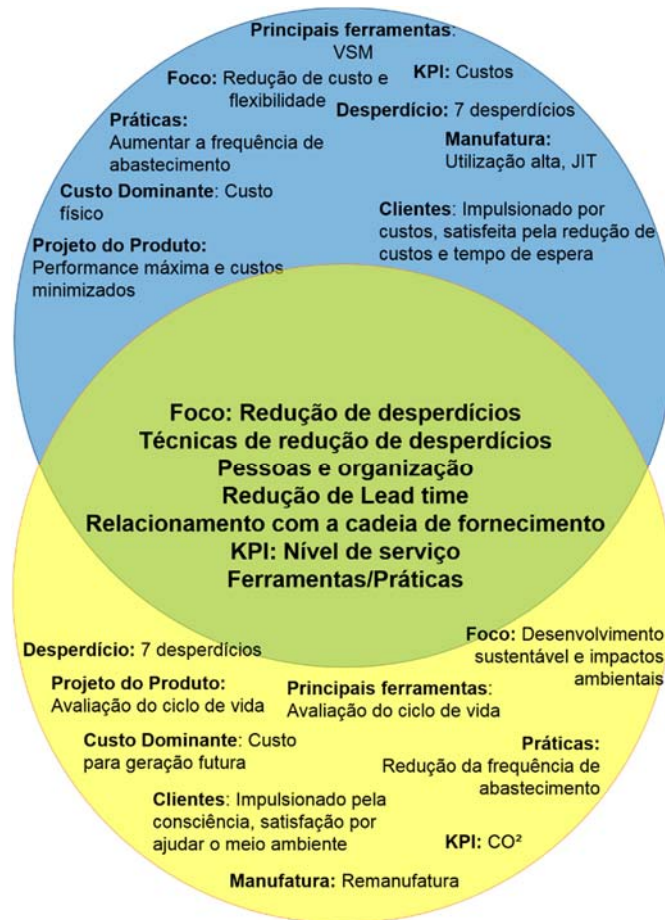 Principais ferramentas:
VSM
Foco: Redução de custo e
flexibilidade
KPI: Custos
Desperdício: 7 desperdícios
Práticas:
Aumentar a frequência de
abastecimento
Manufatura:
Utilização alta, JIT
Custo Dominante: Custo
físico
Clientes: Impulsionado por
custos, satisfeita pela redução de
custos e tempo de espera
Projeto do Produto:
Performance máxima e custos
minimizados
Foco: Redução de desperdícios
Técnicas de redução de desperdícios
Pessoas e organização
Redução de Lead time
Relacionamento com a cadeia de fornecimento
KPI: Nível de serviço
Ferramentas/Práticas
Desperdício: 7 desperdícios
Foco: Desenvolvimento
sustentável e impactos
ambientais
Projeto do Produto:
Avaliação do ciclo de vida
Principais ferramentas:
Avaliação do ciclo de vida
Custo Dominante: Custo
para geração futura
Práticas:
Redução da frequência de
abastecimento
Clientes: Impulsionado pela
consciência, satisfação por
ajudar o meio ambiente
KPI: CO²
Manufatura: Remanufatura